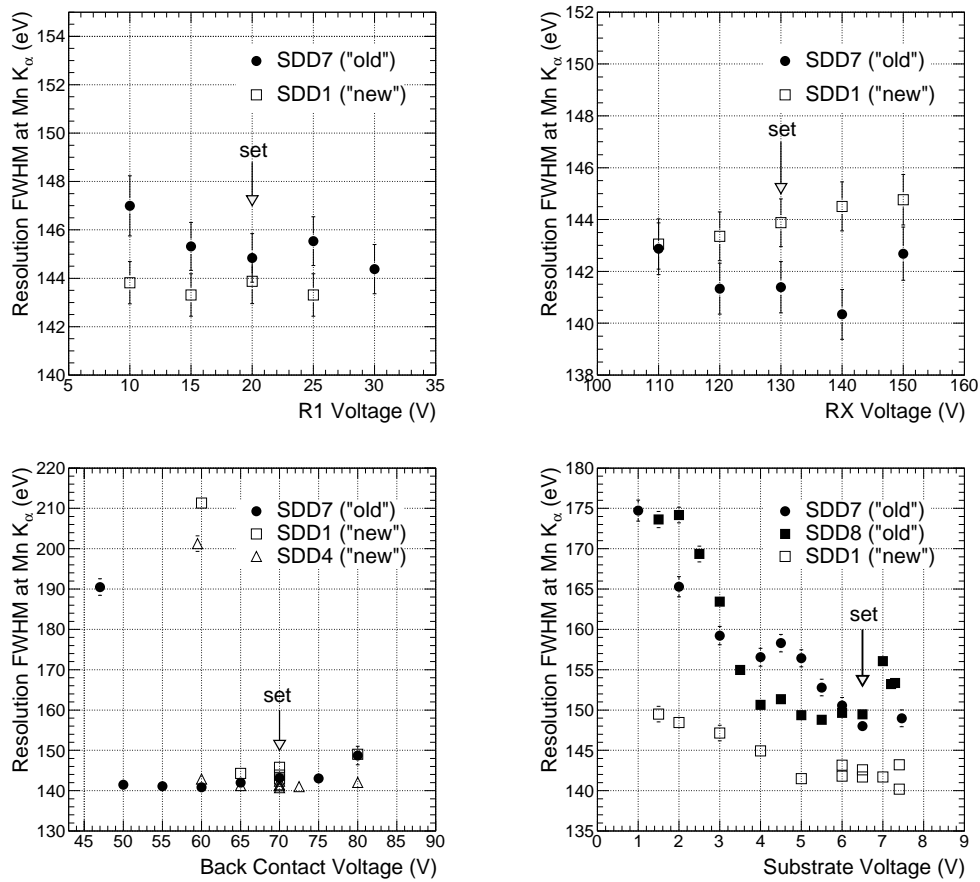 Resolution FWHM at Mn Kα (eV)
154
152
150
148
146
144
142
140
SDD7 ("old")
SDD1 ("new")
set
5 10 15 20 25 30 35
R1 Voltage (V)
Resolution FWHM at Mn Kα (eV)
152
150
148
146
144
142
140
138
SDD7 ("old")
SDD1 ("new")
set
100 110 120 130 140 150 160
RX Voltage (V)
Resolution FWHM at Mn Kα (eV)
220
210
200
190
180
170
160
150
140
130
SDD7 ("old")
SDD1 ("new")
SDD4 ("new")
set
45 50 55 60 65 70 75 80 85 90
Back Contact Voltage (V)
Resolution FWHM at Mn Kα (eV)
180
175
170
165
160
155
150
145
140
135
SDD7 ("old")
SDD8 ("old")
SDD1 ("new")
set
0 1 2 3 4 5 6 7 8 9
Substrate Voltage (V)